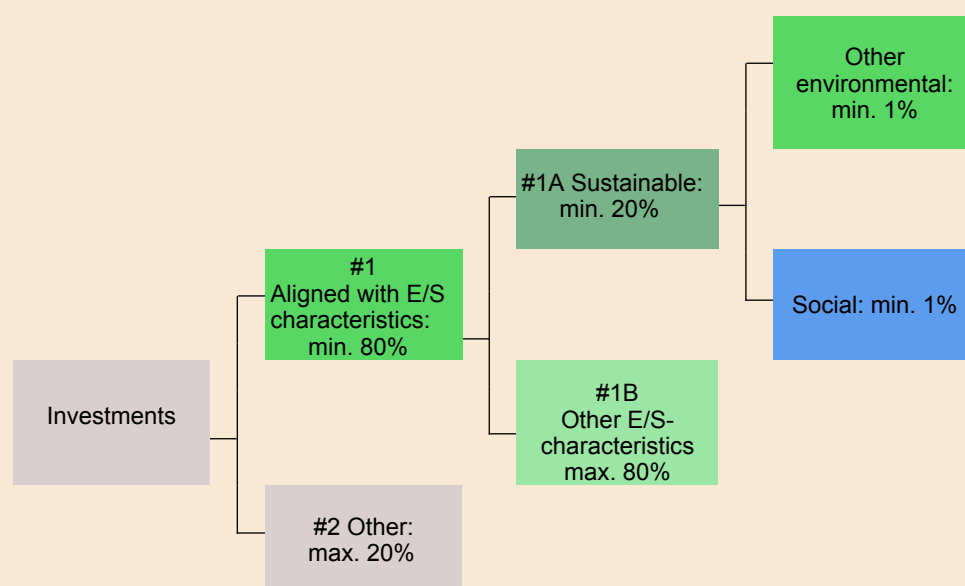 Investments
#1
Aligned with E/S
characteristics:
min. 80%
#2 Other:
max. 20%
#1A Sustainable:
min. 20%
#1B
Other E/S-
characteristics
max. 80%
Other
environmental:
min. 1%
Social: min. 1%